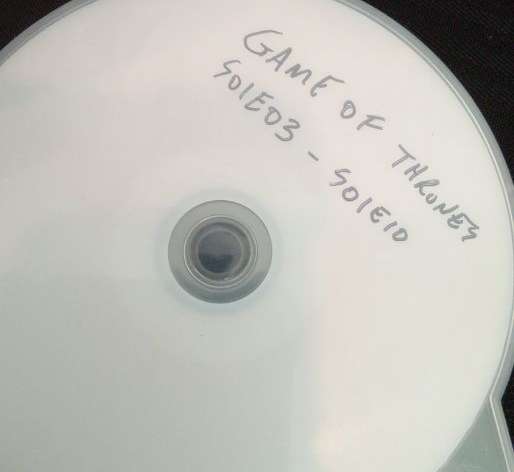 GAME OF THRONES
S01E03 - S01E10